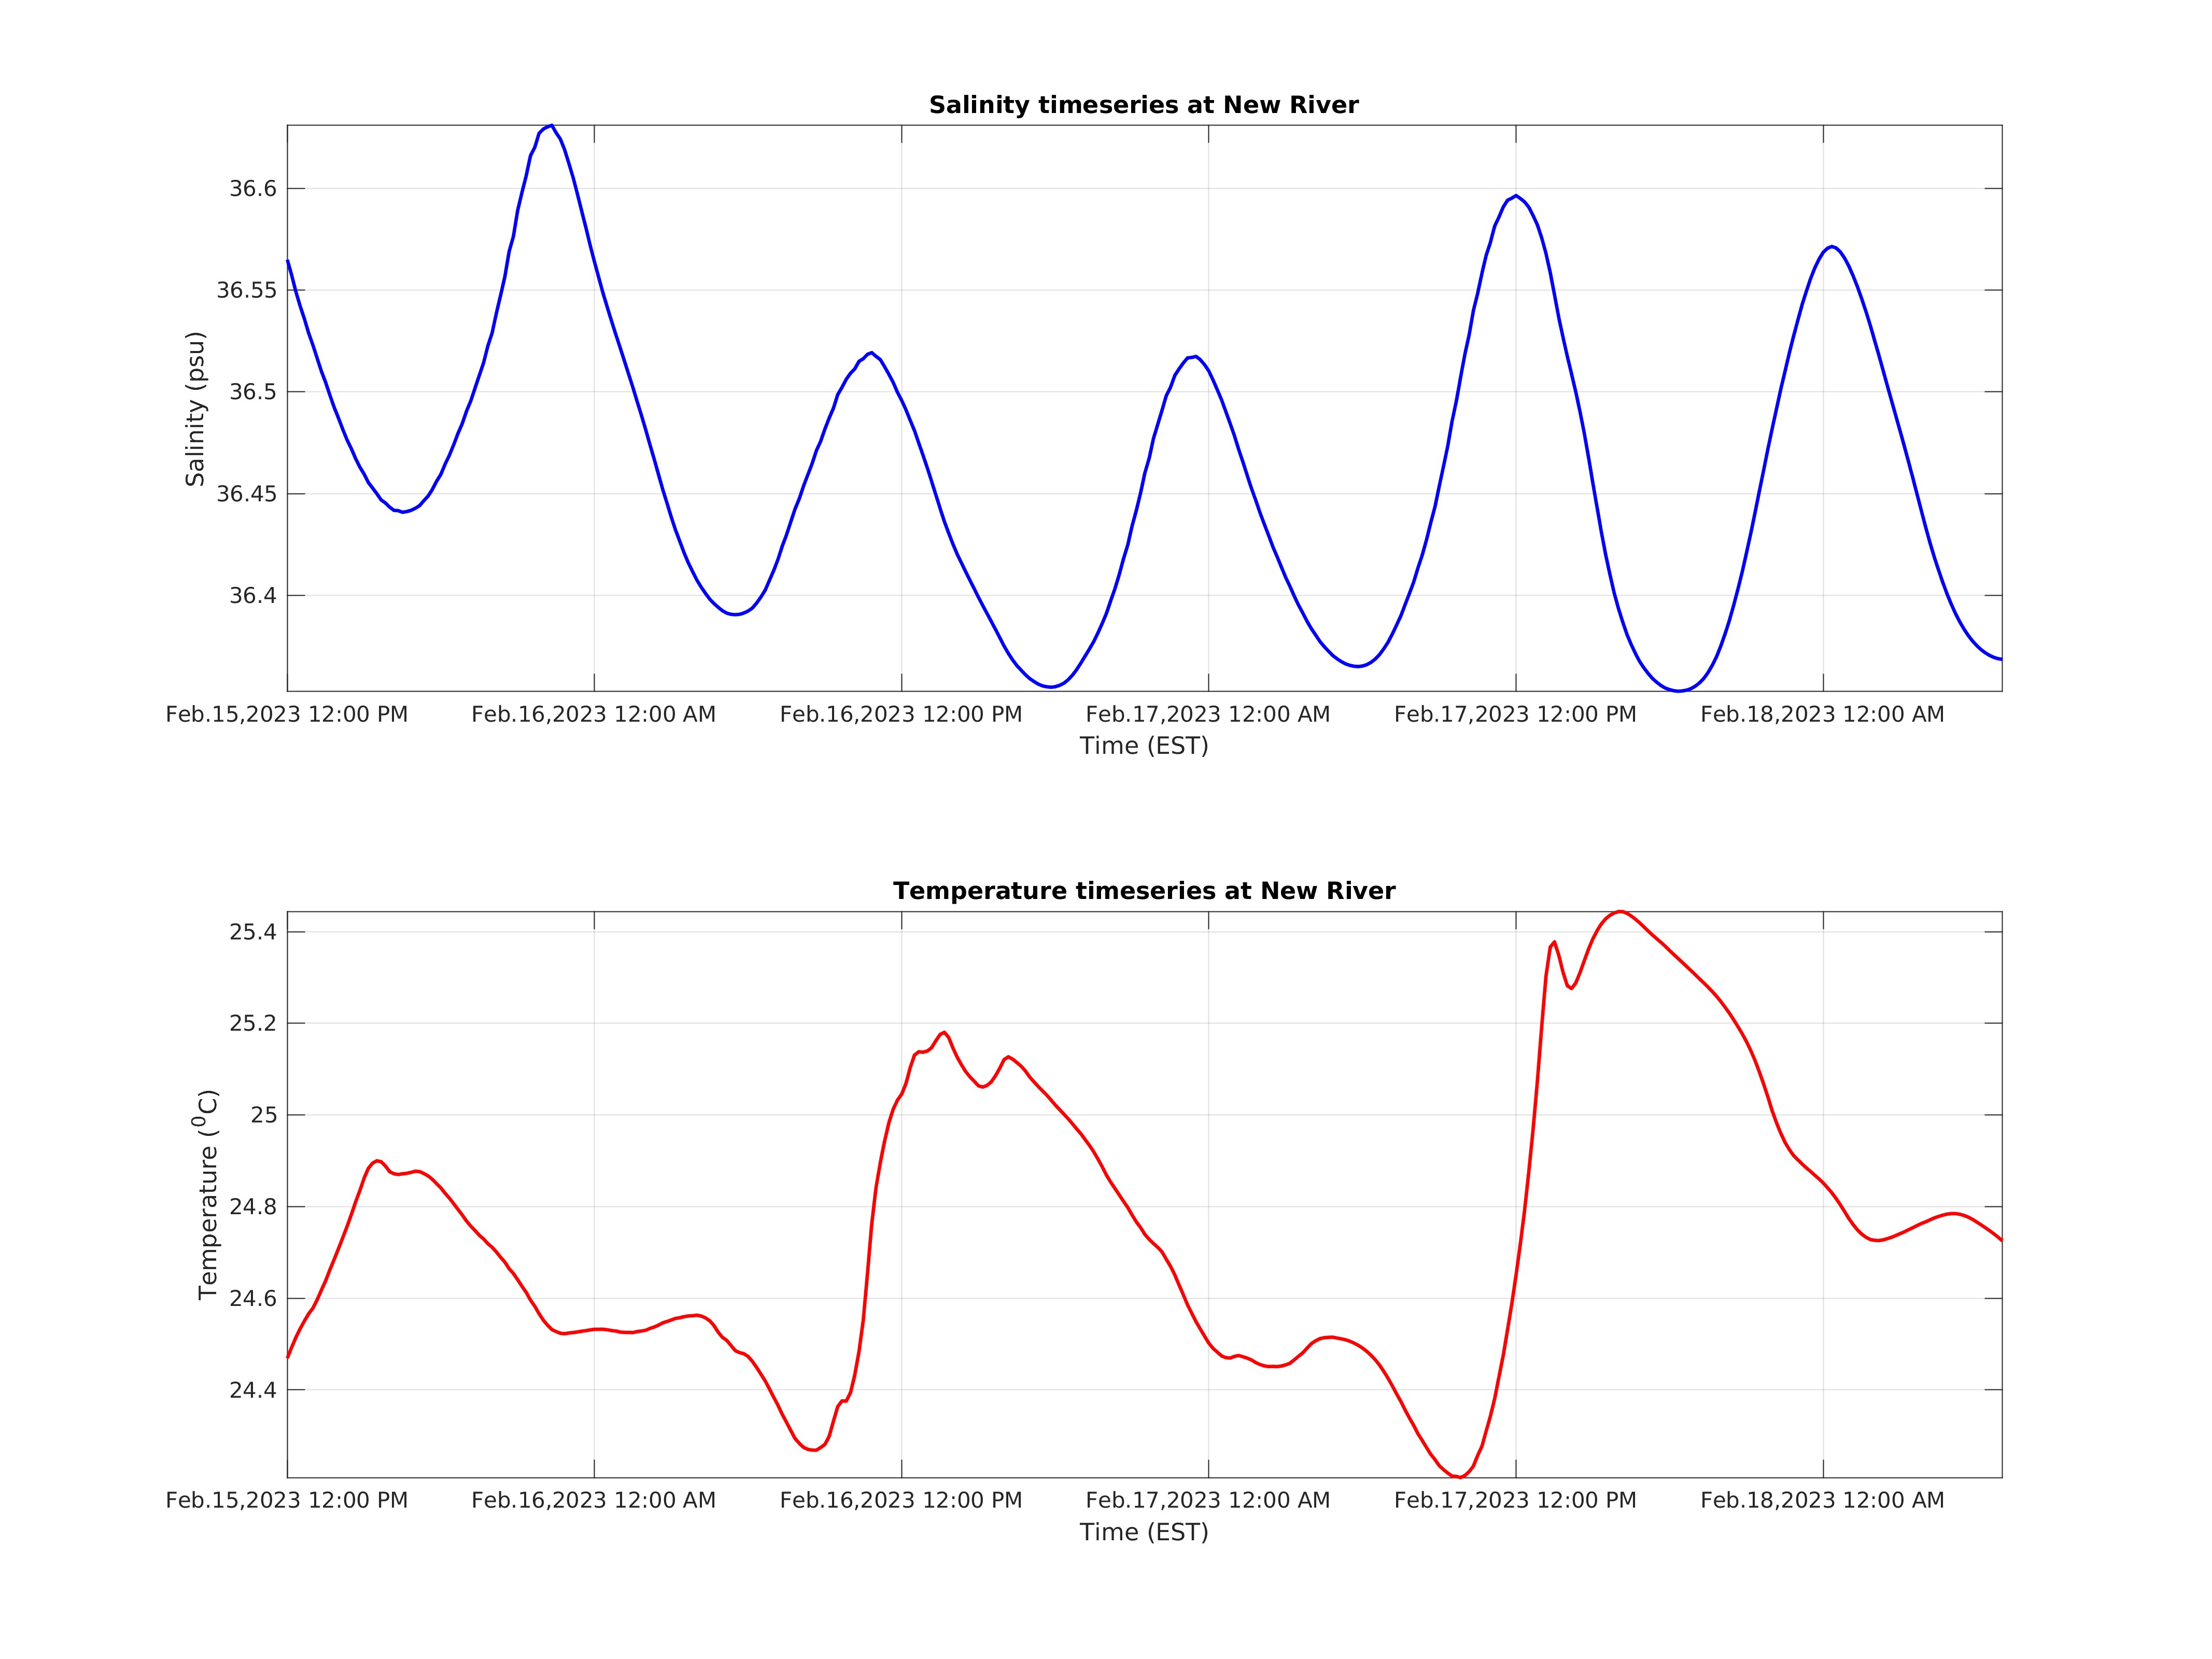 Salinity timeseries at New River
36.6
36.55
36.5
36.45
36.4
Salinity (psu)
Feb.15,2023 12:00 PM Feb.16,2023 12:00 AM Feb.16,2023 12:00 PM Feb.17,2023 12:00 AM Feb.17,2023 12:00 PM Feb.18,2023 12:00 AM
Time (EST)
Temperature timeseries at New River
25.4
25.2
25
24.8
24.6
24.4
Temperature (⁰C)
Feb.15,2023 12:00 PM Feb.16,2023 12:00 AM Feb.16,2023 12:00 PM Feb.17,2023 12:00 AM Feb.17,2023 12:00 PM Feb.18,2023 12:00 AM
Time (EST)